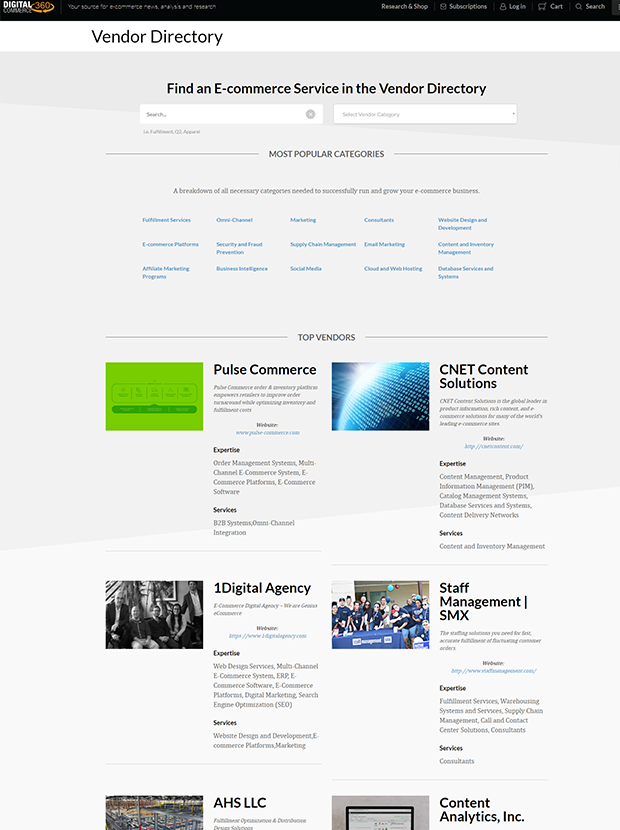 DIGITAL 360
COMMERCE
Your source for e-commerce news, analysis and research
Research & Shop
Subscriptions
Log in
Cart
Search
Vendor Directory
Find an E-commerce Service in the Vendor Directory
Search...
Select Vendor Category
i.e. Fulfillment, Q2, Apparel
MOST POPULAR CATEGORIES
A breakdown of all necessary categories needed to successfully run and grow your e-commerce business.
Fulfillment Services
Omni-Channel
Marketing
Consultants
Website Design and
Development
E-commerce Platforms
Security and Fraud
Prevention
Supply Chain Management
Email Marketing
Content and Inventory
Management
Affiliate Marketing
Programs
Business Intelligence
Social Media
Cloud and Web Hosting
Database Services and
Systems
TOP VENDORS
Pulse Commerce
Pulse Commerce order & inventory platform
empowers retailers to improve order
turnaround while optimizing inventory and
fulfillment costs
Website:
www.pulse-commerce.com
Expertise
Order Management Systems, Multi-
Channel E-Commerce System, E-
Commerce Platforms, E-Commerce
Software
Services
B2B Systems,Omni-Channel
Integration
CNET Content
Solutions
CNET Content Solutions is the global leader in
product information, rich content, and e-
commerce solutions for many of the world's
leading e-commerce sites
Website:
http://cnetcontent.com/
Expertise
Content Management, Product
Information Management (PIM),
Catalog Management Systems,
Database Services and Systems,
Content Delivery Networks
Services
Content and Inventory Management
1Digital Agency
E-Commerce Digital Agency – We are Genius
eCommerce
Website:
https://www.1digitalagency.com
Expertise
Web Design Services, Multi-Channel
E-Commerce System, ERP, E-
Commerce Software, E-Commerce
Platforms, Digital Marketing, Search
Engine Optimization (SEO)
Services
Website Design and Development,E-
commerce Platforms,Marketing
Staff
Management |
SMX
The staffing solutions you need for fast,
accurate fulfillment of fluctuating customer
orders
Website:
http://www.staffmanagement.com/
Expertise
Fulfillment Services, Warehousing
Systems and Services, Supply Chain
Management, Call and Contact
Center Solutions, Consultants
Services
Consultants
AHS LLC
Fulfillment Optimization & Distribution
Design Solutions
Content
Analytics, Inc.